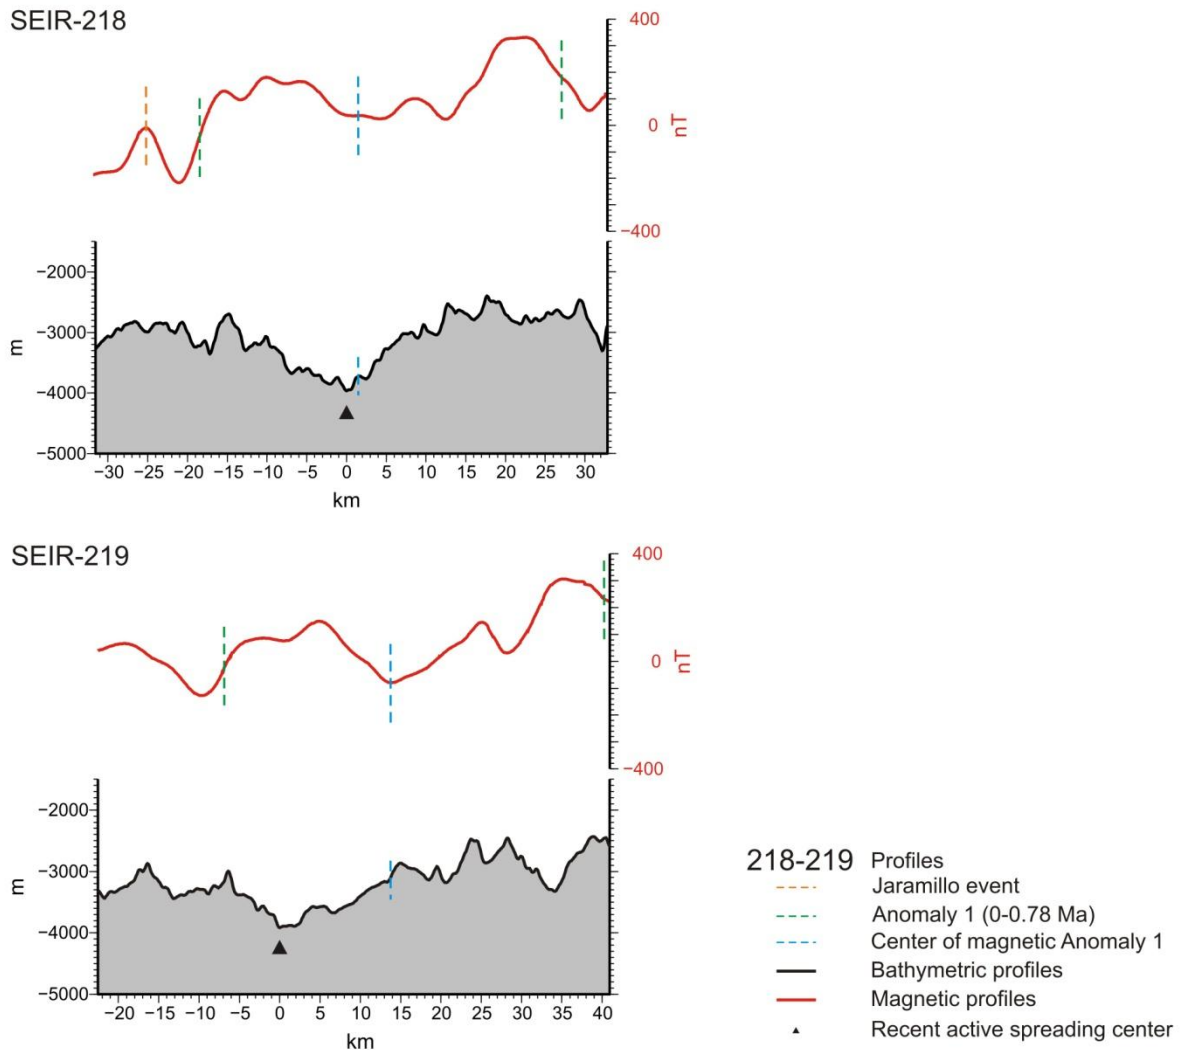 SEIR-218
400
0
nT
−400
−2000
−3000
m
−4000
−5000
−30 −25 −20 −15 −10 −5 0 5 10 15 20 25 30
km
SEIR-219
400
0
nT
−400
−2000
−3000
m
−4000
−5000
−20 −15 −10 −5 0 5 10 15 20 25 30 35 40
km
218-219 Profiles
Jaramillo event
Anomaly 1 (0-0.78 Ma)
Center of magnetic Anomaly 1
Bathymetric profiles
Magnetic profiles
Recent active spreading center